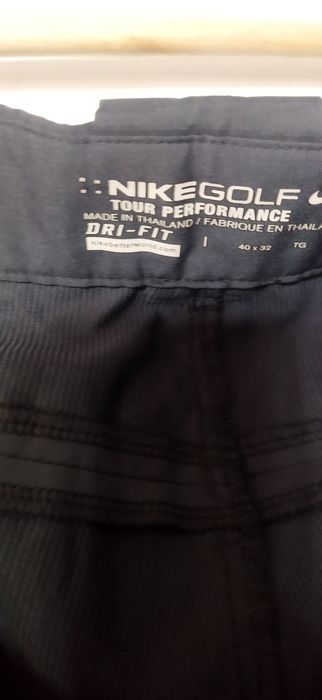 NIKEGOLF
TOUR PERFORMANCE
MADE IN THAILAND / FABRIQUE EN THAILA
DRI-FIT
nikebetterworld.com | 40 x 32 TG